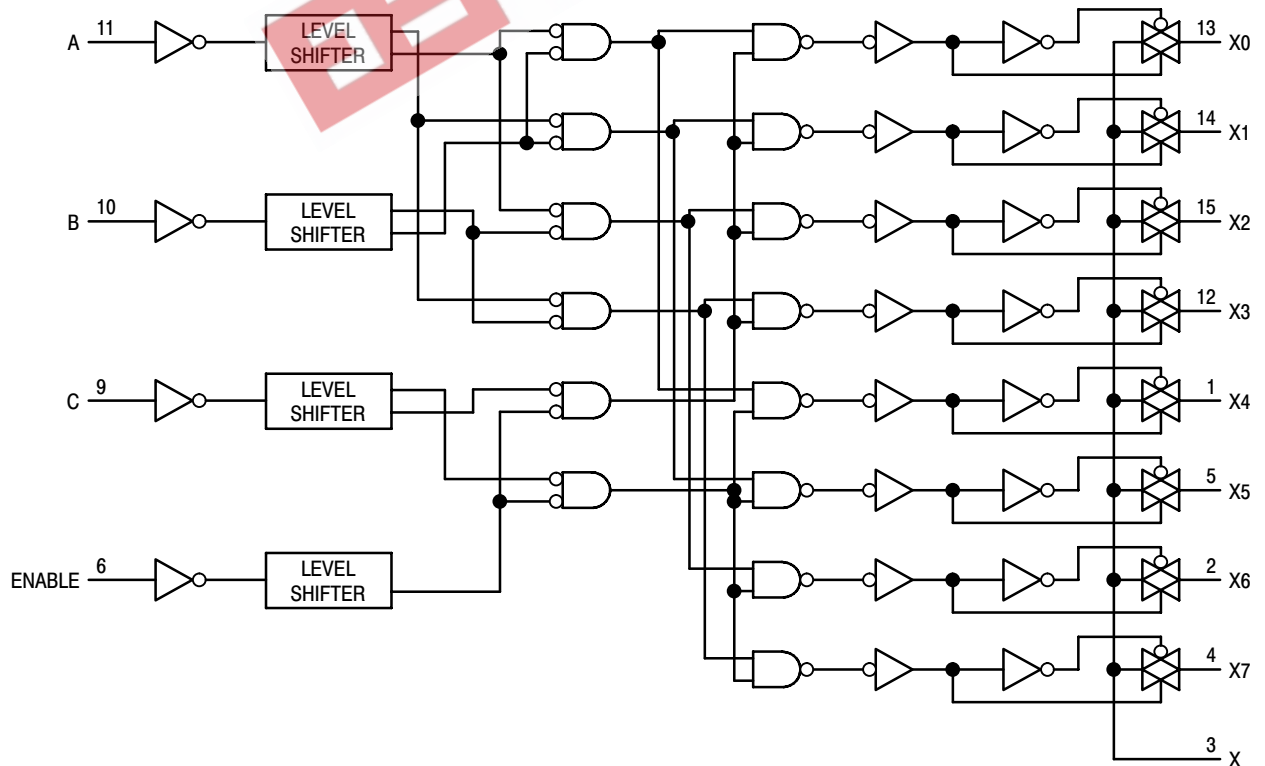 A 11 LEVEL SHIFTER 13 X0
14 X1
B 10 LEVEL SHIFTER 15 X2
12 X3
C 9 LEVEL SHIFTER 1 X4
5 X5
ENABLE 6 LEVEL SHIFTER 2 X6
4 X7
3 X